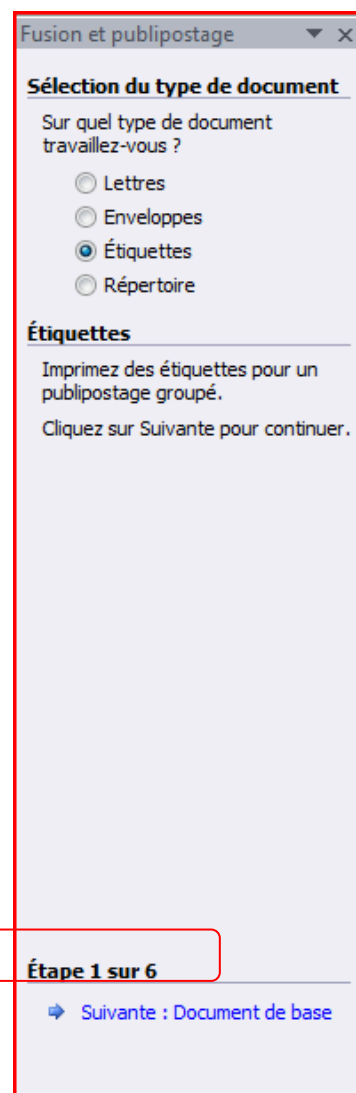 Fusion et publipostage
Sélection du type de document
Sur quel type de document
travaillez-vous ?
Lettres
Enveloppes
Étiquettes
Répertoire
Étiquettes
Imprimez des étiquettes pour un
publipostage groupé.
Cliquez sur Suivante pour continuer.
Étape 1 sur 6
Suivante : Document de base